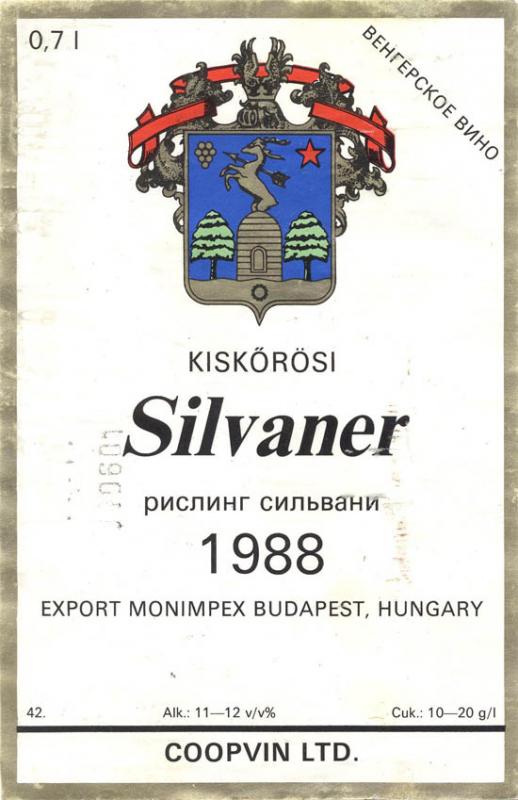 0,7 l
ВЕНГЕРСКОЕ ВИНО
KISKŐRÖSI
Silvaner
рислинг сильвани
1988
EXPORT MONIMPEX BUDAPEST, HUNGARY
42.
Alk.: 11—12 v/v%
Cuk.: 10—20 g/l
COOPVIN LTD.